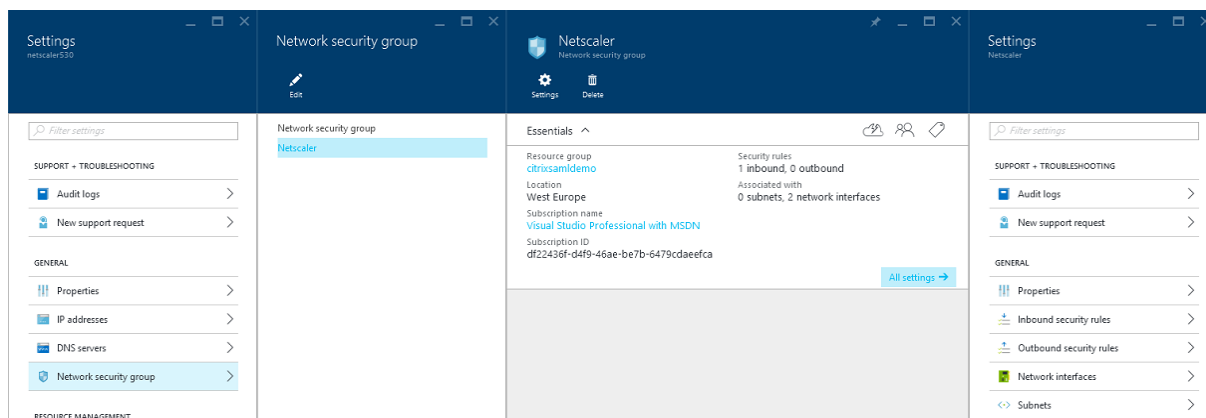 Settings
netscaler530
Filter settings
SUPPORT + TROUBLESHOOTING
Audit logs
New support request
GENERAL
Properties
IP addresses
DNS servers
Network security group
RESOURCE MANAGEMENT
Network security group
Edit
Network security group
Netscaler
Netscaler
Network security group
Settings
Delete
Essentials
Resource group
citrixsamldemo
Location
West Europe
Subscription name
Visual Studio Professional with MSDN
Subscription ID
df22436f-d4f9-46ae-be7b-6479cdaeefca
Security rules
1 inbound, 0 outbound
Associated with
0 subnets, 2 network interfaces
All settings
Settings
Netscaler
Filter settings
SUPPORT + TROUBLESHOOTING
Audit logs
New support request
GENERAL
Properties
Inbound security rules
Outbound security rules
Network interfaces
Subnets